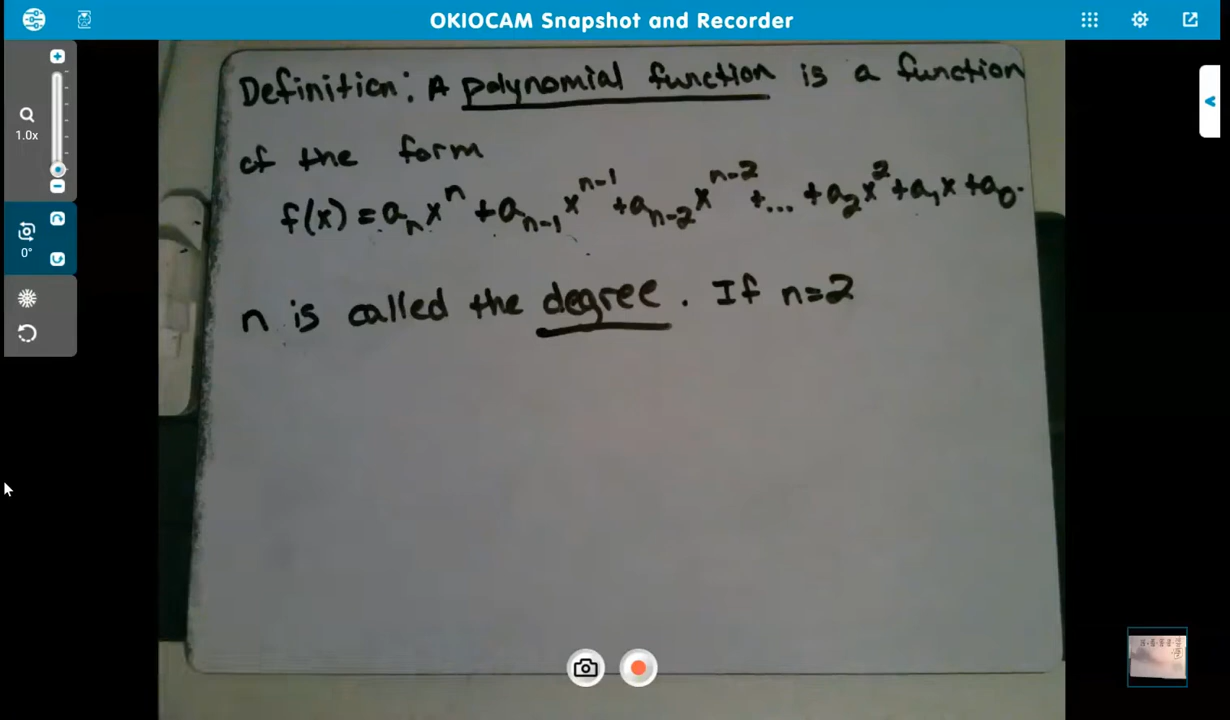 OKIOCAM Snapshot and Recorder
1.0x
0°
Definition: A polynomial function is a function
of the form
f(x) = aₙxⁿ + aₙ₋₁xⁿ⁻¹ + aₙ₋₂xⁿ⁻² + ... + a₂x² + a₁x + a₀.
n is called the degree. If n=2